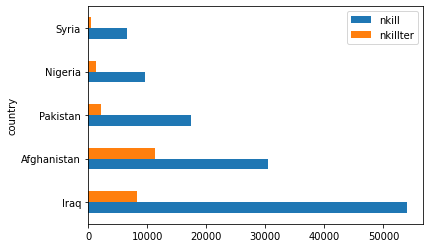 nkill
nkillter
Syria
Nigeria
Pakistan
Afghanistan
Iraq
country
0 10000 20000 30000 40000 50000